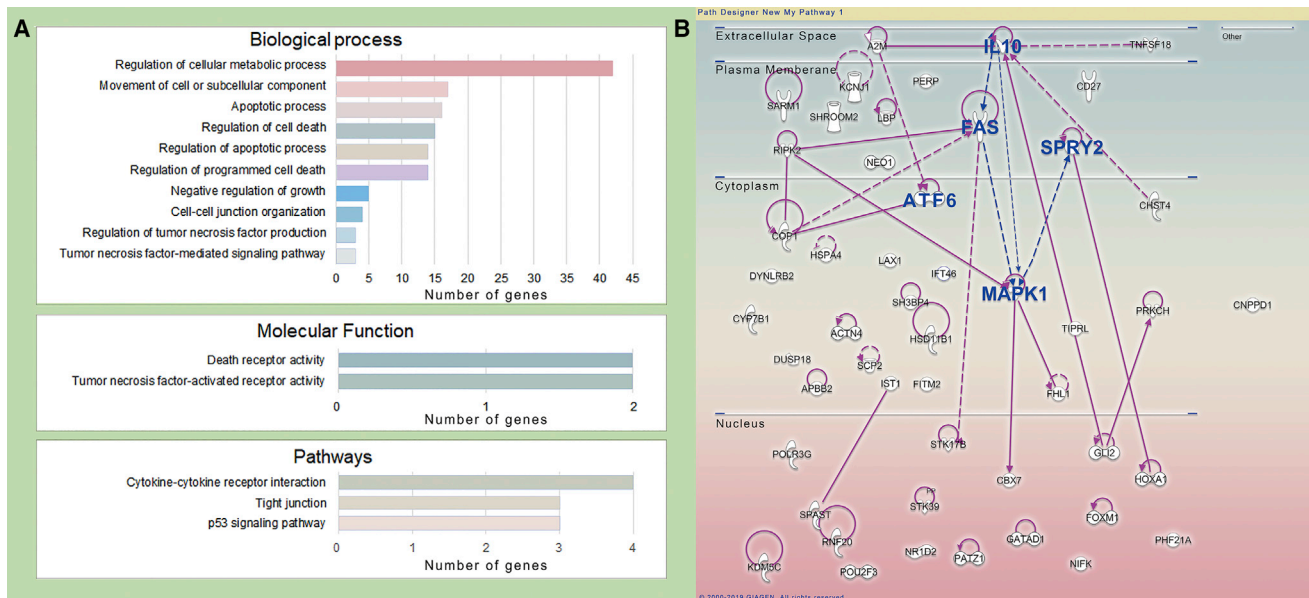 A
Biological process
Regulation of cellular metabolic process
Movement of cell or subcellular component
Apoptotic process
Regulation of cell death
Regulation of apoptotic process
Regulation of programmed cell death
Negative regulation of growth
Cell-cell junction organization
Regulation of tumor necrosis factor production
Tumor necrosis factor-mediated signaling pathway
0 5 10 15 20 25 30 35 40 45
Number of genes
Molecular Function
Death receptor activity
Tumor necrosis factor-activated receptor activity
0 1 2
Number of genes
Pathways
Cytokine-cytokine receptor interaction
Tight junction
p53 signaling pathway
0 1 2 3 4
Number of genes
B
Path Designer New My Pathway 1
Extracellular Space
A2M
IL10
TNFSF18
Other
Plasma Membrane
SARM1
KCNJ1
PERP
CD27
SHROOM2
LBP
FAS
RIPK2
NEO1
SPRY2
Cytoplasm
ATF6
CHST4
COP1
HSPA4
LAX1
DYNLRB2
IFT46
MAPK1
SH3BP4
CYP7B1
ACTN4
HSD11B1
TIPRL
PRKCH
CNPPD1
DUSP18
SCP2
APBB2
IST1
FITM2
FHL1
Nucleus
STK17B
POLR3G
GLI2
CBX7
HOXA1
PP
STK39
SPAST
FOXM1
RNF20
GATAD1
PHF21A
NR1D2
PATZ1
NIFK
KDM5C
POU2F3
© 2000-2019 QIAGEN. All rights reserved.